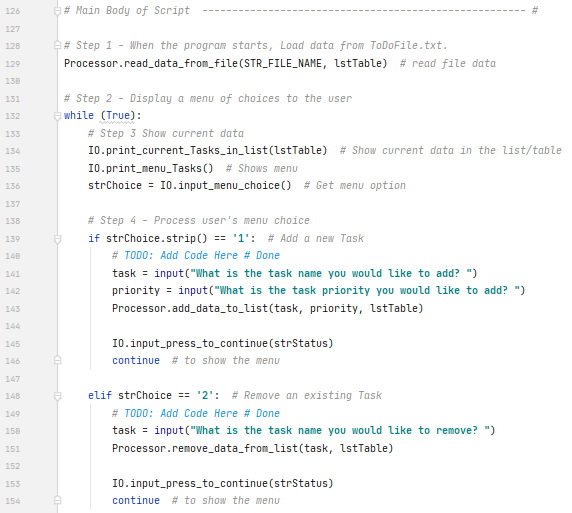 126 # Main Body of Script ------------------------------------------------------ #
127
128 # Step 1 - When the program starts, Load data from ToDoFile.txt.
129 Processor.read_data_from_file(STR_FILE_NAME, lstTable)  # read file data
130
131 # Step 2 - Display a menu of choices to the user
132 while (True):
133     # Step 3 Show current data
134     IO.print_current_Tasks_in_list(lstTable)  # Show current data in the list/table
135     IO.print_menu_Tasks()  # Shows menu
136     strChoice = IO.input_menu_choice()  # Get menu option
137
138     # Step 4 - Process user's menu choice
139     if strChoice.strip() == '1':  # Add a new Task
140         # TODO: Add Code Here # Done
141         task = input("What is the task name you would like to add? ")
142         priority = input("What is the task priority you would like to add? ")
143         Processor.add_data_to_list(task, priority, lstTable)
144
145         IO.input_press_to_continue(strStatus)
146         continue  # to show the menu
147
148     elif strChoice == '2':  # Remove an existing Task
149         # TODO: Add Code Here # Done
150         task = input("What is the task name you would like to remove? ")
151         Processor.remove_data_from_list(task, lstTable)
152
153         IO.input_press_to_continue(strStatus)
154         continue  # to show the menu